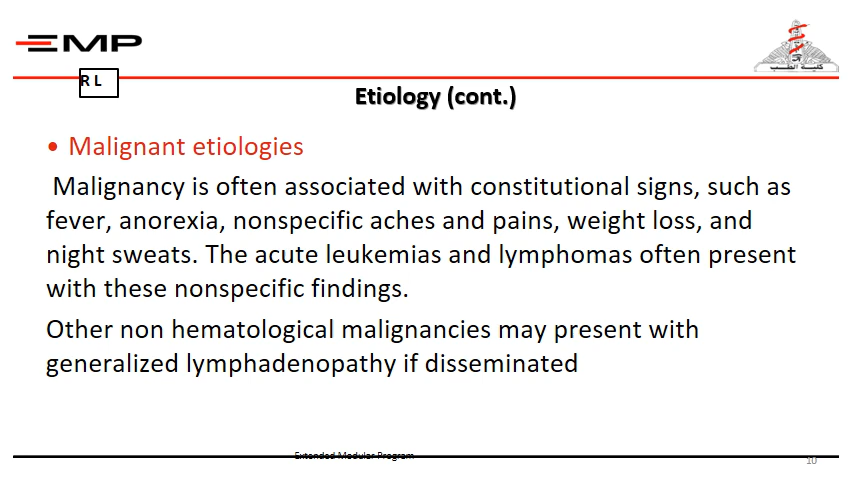 EMP
كلية الطب
R L
Etiology (cont.)
• Malignant etiologies
Malignancy is often associated with constitutional signs, such as
fever, anorexia, nonspecific aches and pains, weight loss, and
night sweats. The acute leukemias and lymphomas often present
with these nonspecific findings.
Other non hematological malignancies may present with
generalized lymphadenopathy if disseminated
Extended Modular Program
10